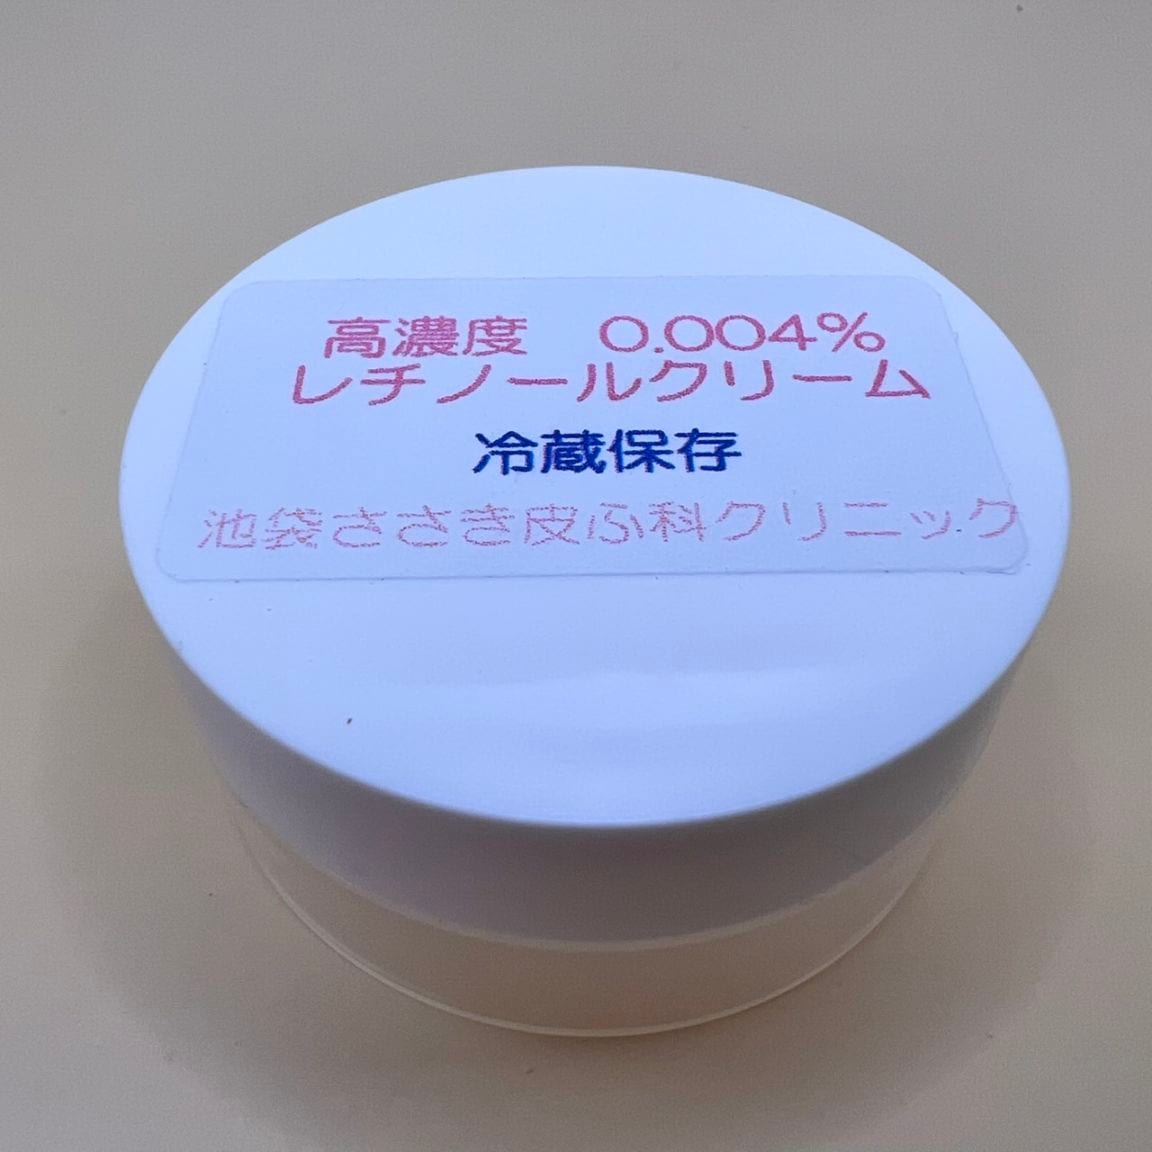 高濃度　0.004%
レチノールクリーム
冷蔵保存
池袋ささき皮ふ科クリニック